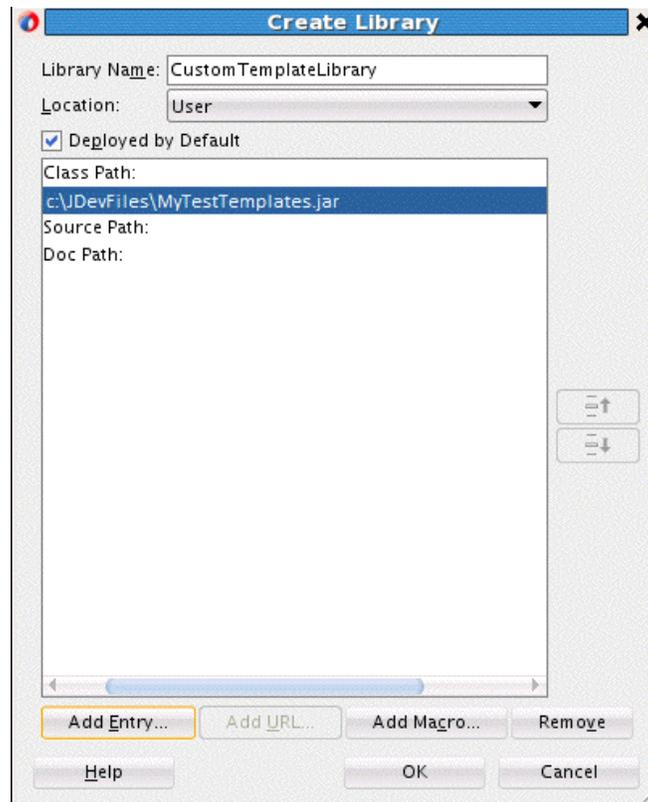 Create Library
Library Name: CustomTemplateLibrary
Location: User
Deployed by Default
Class Path:
c:\JDevFiles\MyTestTemplates.jar
Source Path:
Doc Path:
Add Entry... Add URL... Add Macro... Remove
Help OK Cancel